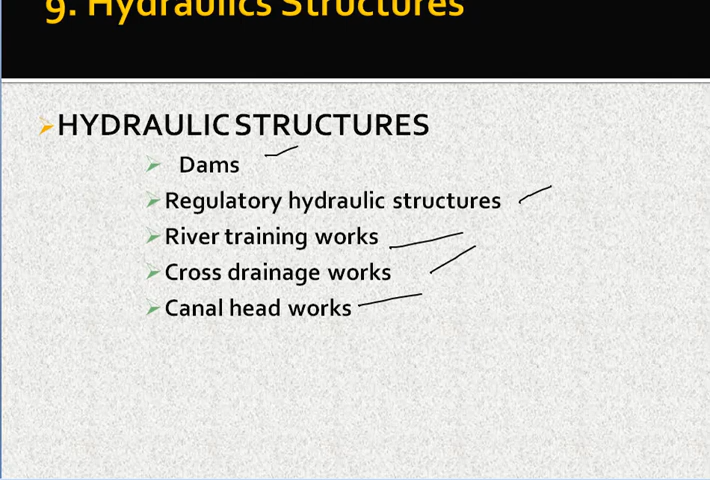 9. Hydraulics Structures
HYDRAULIC STRUCTURES
Dams
Regulatory hydraulic structures
River training works
Cross drainage works
Canal head works